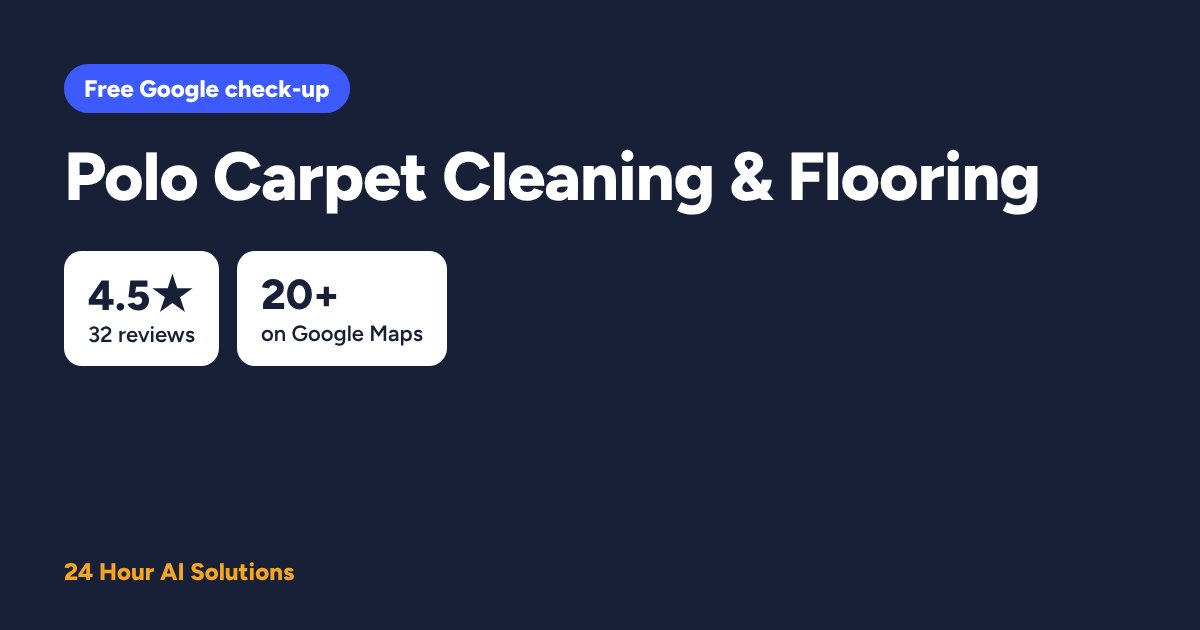 Free Google check-up
Polo Carpet Cleaning & Flooring
4.5★
32 reviews
20+
on Google Maps
24 Hour AI Solutions